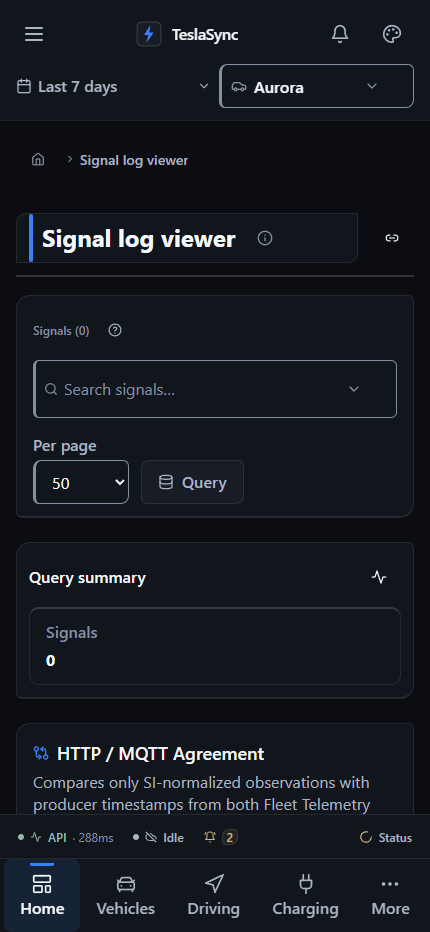 TeslaSync
Last 7 days
Aurora
Signal log viewer
Signal log viewer
Signals (0)
Search signals...
Per page
50
Query
Query summary
Signals
0
HTTP / MQTT Agreement
Compares only SI-normalized observations with
producer timestamps from both Fleet Telemetry
API · 288ms
Idle
2
Status
Home
Vehicles
Driving
Charging
More